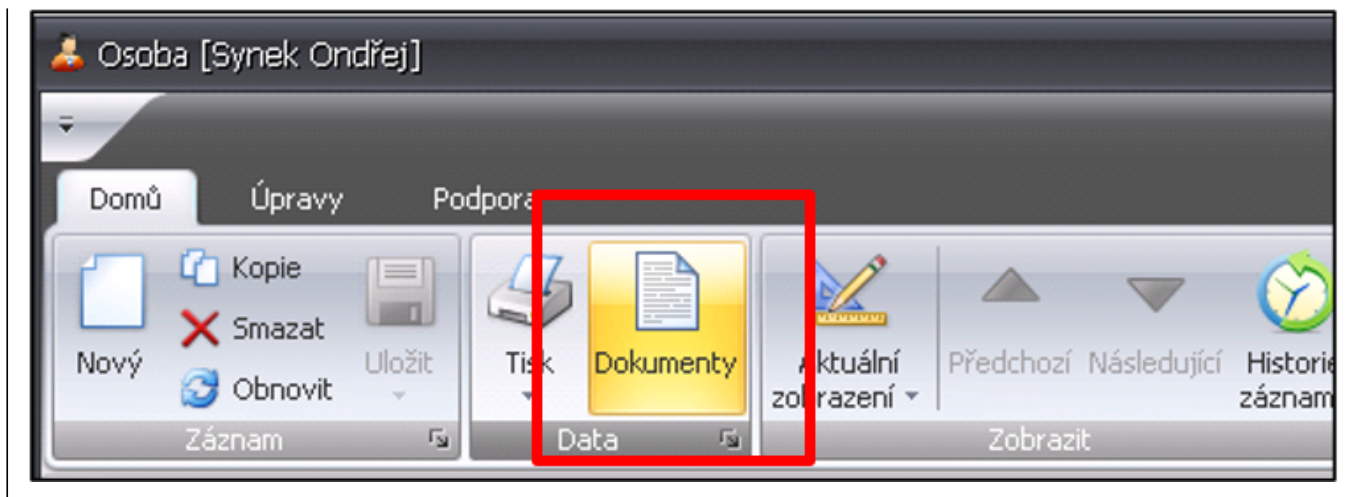 Osoba [Synek Ondřej]
Domů Úpravy Podpora
Nový
Kopie
Smazat
Obnovit
Uložit
Záznam
Tisk
Dokumenty
Data
Aktuální
zobrazení
Předchozí
Následující
Historie
záznam
Zobrazit